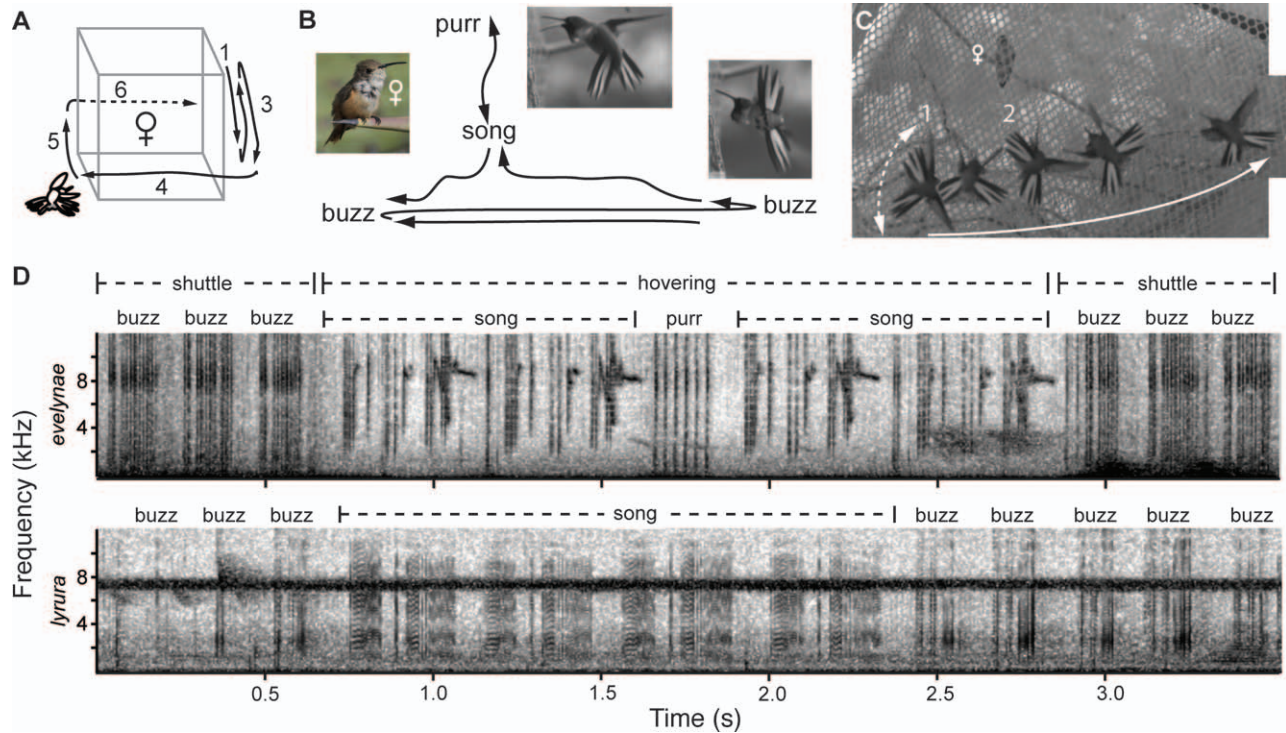 A
1
3
6
5
4
♀
B
purr
♀
song
buzz
buzz
C
♀
1
2
D
shuttle
hovering
shuttle
buzz buzz buzz
song
purr
song
buzz buzz buzz
8
4
evelynae
Frequency (kHz)
buzz buzz buzz
song
buzz buzz buzz buzz buzz
8
4
lyrura
0.5 1.0 1.5 2.0 2.5 3.0
Time (s)